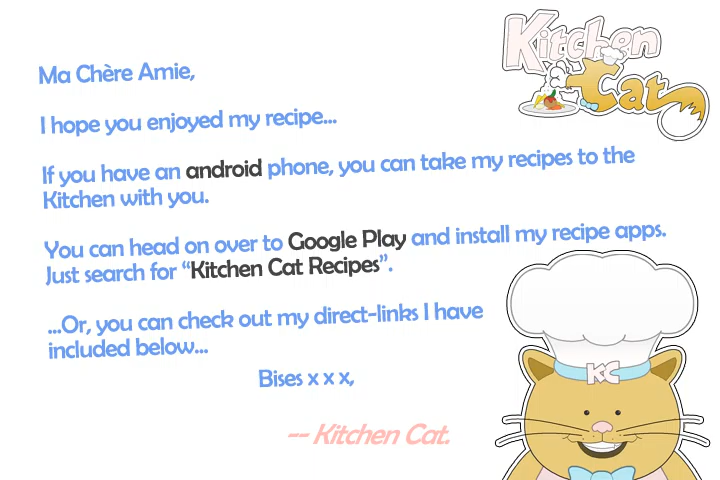 Kitchen
Cat
Ma Chère Amie,
I hope you enjoyed my recipe...
If you have an android phone, you can take my recipes to the
Kitchen with you.
You can head on over to Google Play and install my recipe apps.
Just search for “Kitchen Cat Recipes”.
...Or, you can check out my direct-links I have
included below...
Bises x x x,
-- Kitchen Cat.
KC